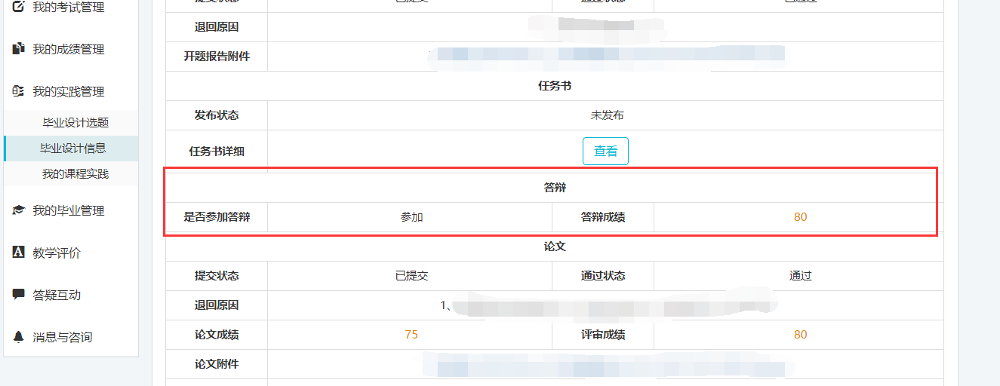 我的考试管理
我的成绩管理
我的实践管理
毕业设计选题
毕业设计信息
我的课程实践
我的毕业管理
教学评价
答疑互动
消息与咨询
提交状态 已提交 通过状态 已通过
退回原因
开题报告附件
任务书
发布状态 未发布
任务书详细 查看
答辩
是否参加答辩 参加 答辩成绩 80
论文
提交状态 已提交 通过状态 通过
退回原因 1、
论文成绩 75 评审成绩 80
论文附件